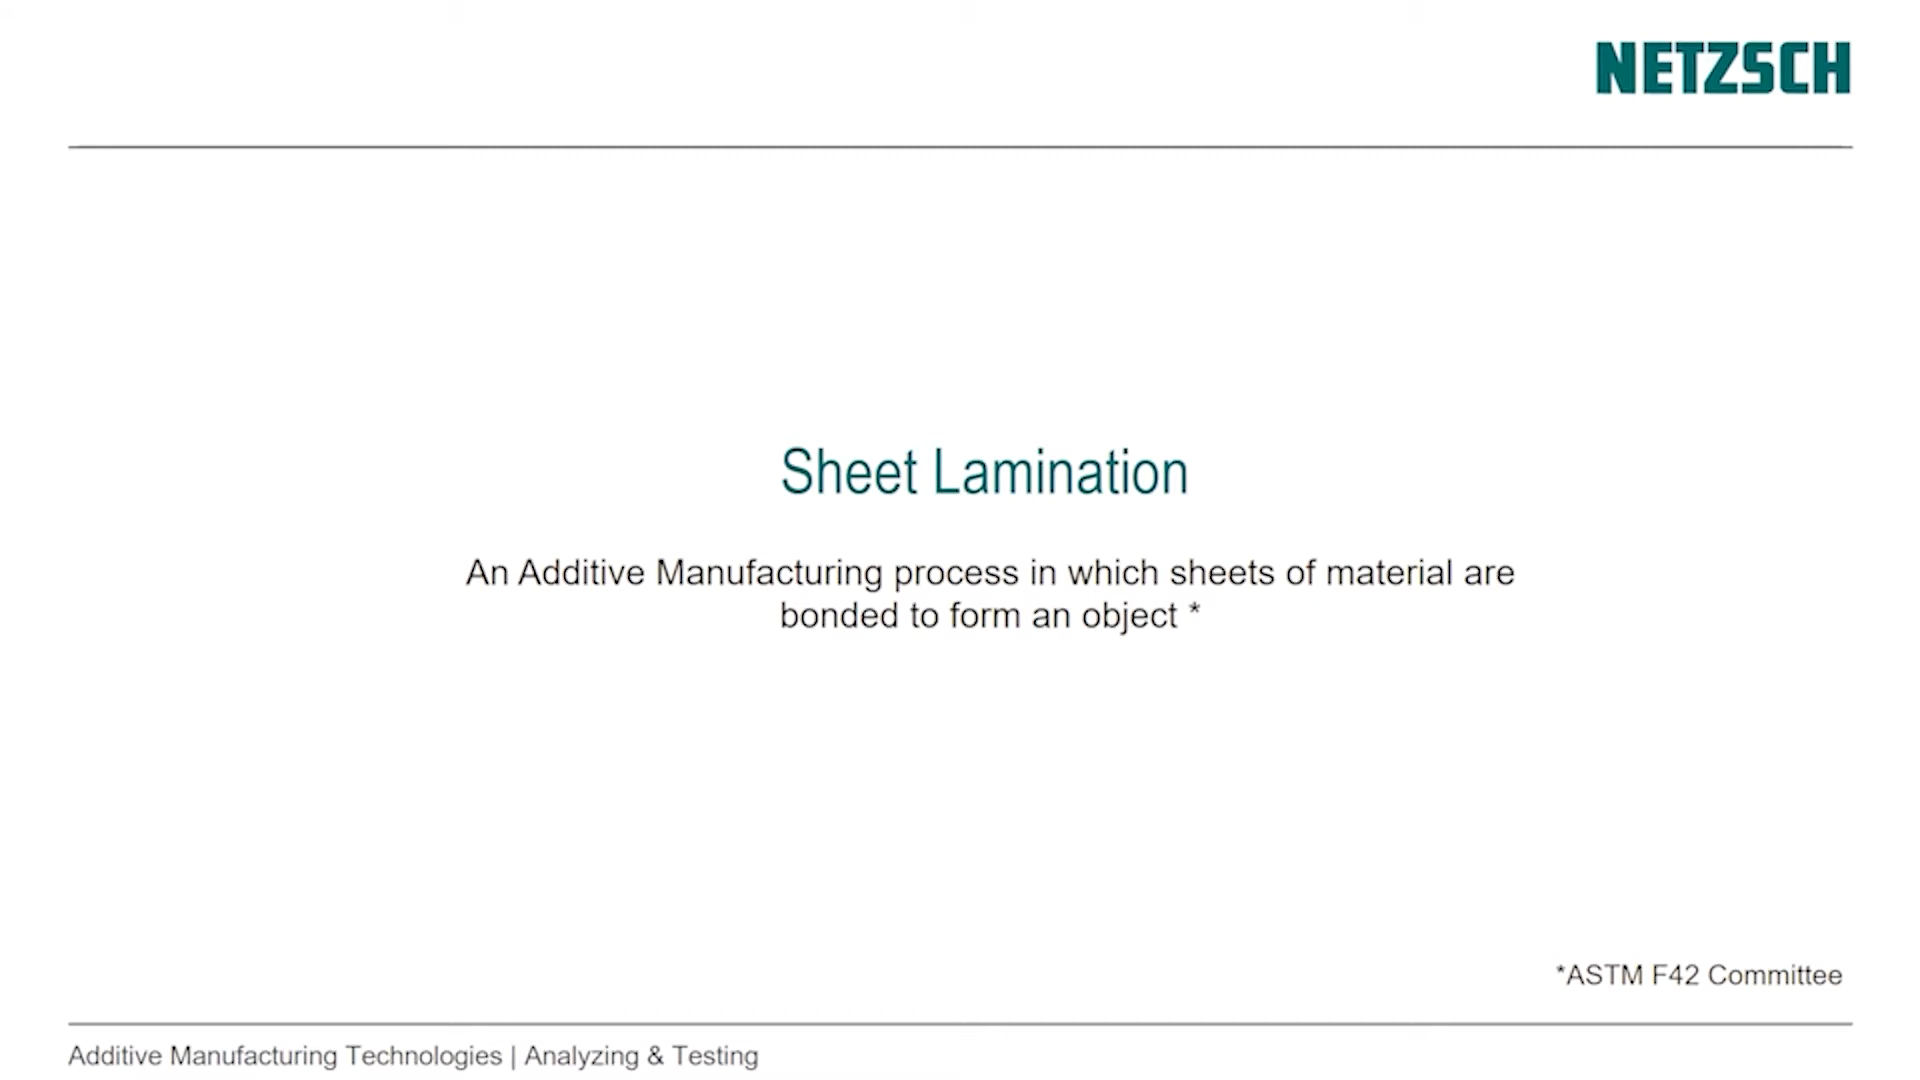 NETZSCH
Sheet Lamination
An Additive Manufacturing process in which sheets of material are
bonded to form an object *
*ASTM F42 Committee
Additive Manufacturing Technologies | Analyzing & Testing